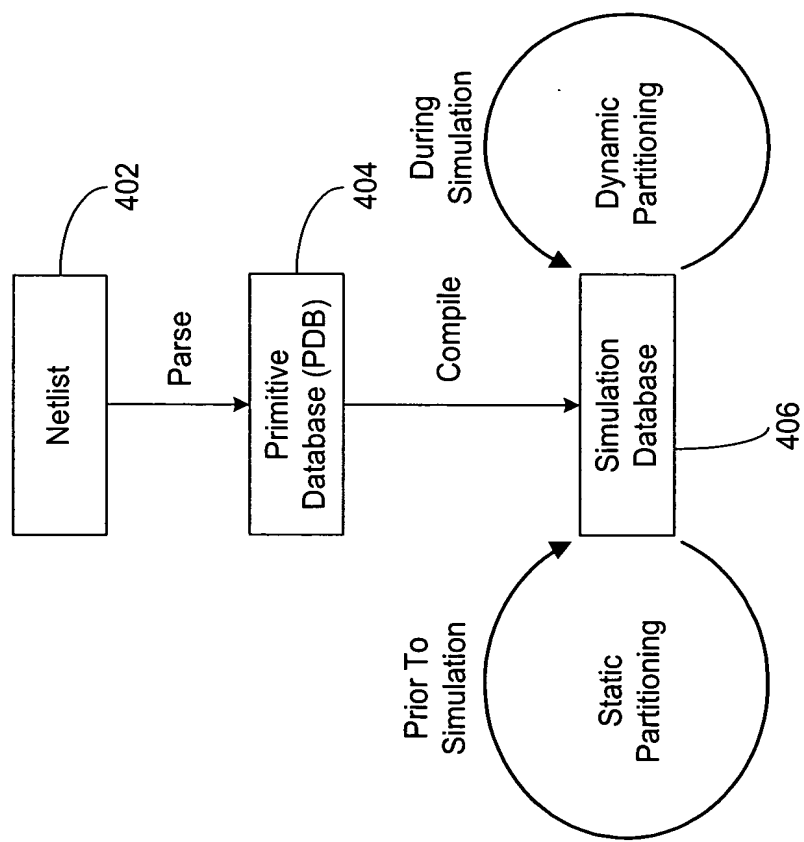 Netlist
402
Parse
Primitive
Database (PDB)
404
Compile
Prior To
Simulation
Static
Partitioning
Simulation
Database
406
During
Simulation
Dynamic
Partitioning